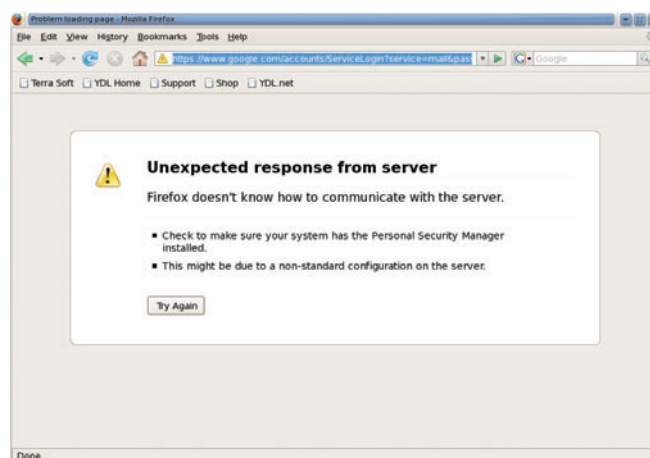 Problem loading page - Mozilla Firefox
File Edit View History Bookmarks Tools Help
https://www.google.com/accounts/ServiceLogin?service=mail&pas
Google
Terra Soft YDL Home Support Shop YDL.net
Unexpected response from server
Firefox doesn't know how to communicate with the server.
Check to make sure your system has the Personal Security Manager
installed.
This might be due to a non-standard configuration on the server.
Try Again
Done